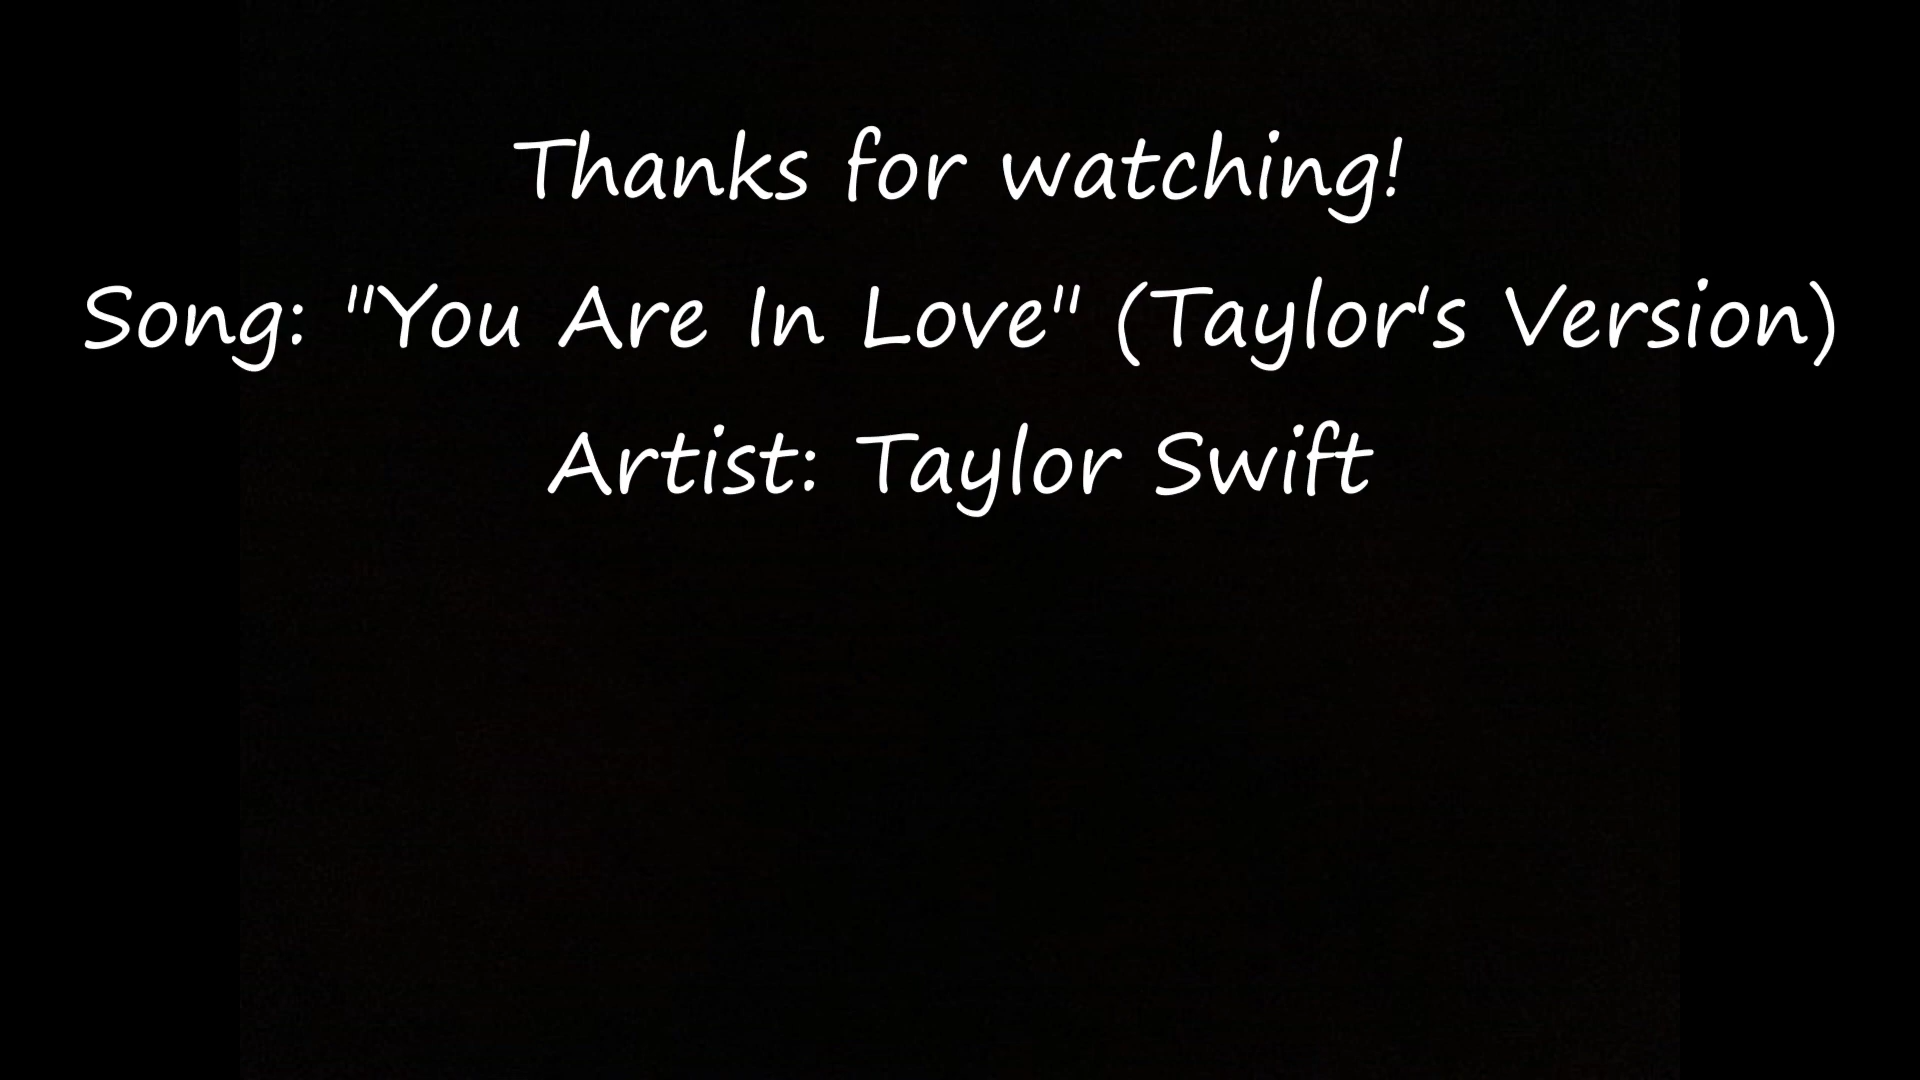 Thanks for watching!
Song: "You Are In Love" (Taylor's Version)
Artist: Taylor Swift